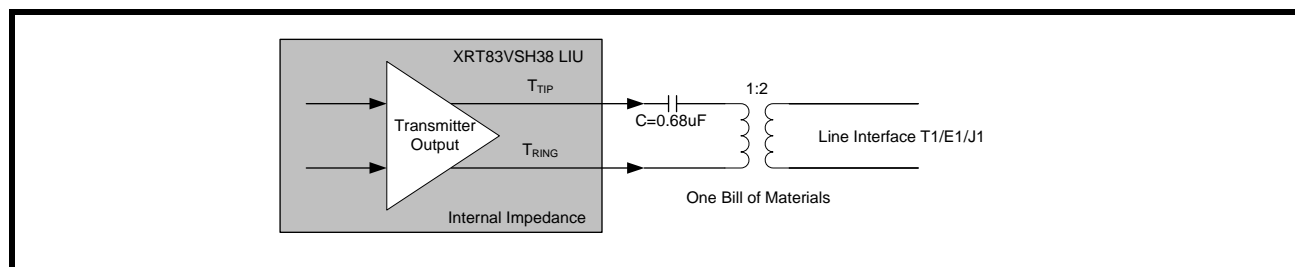 XRT83VSH38 LIU
TTIP
1:2
C=0.68uF
Transmitter
Output
Line Interface T1/E1/J1
TRING
One Bill of Materials
Internal Impedance